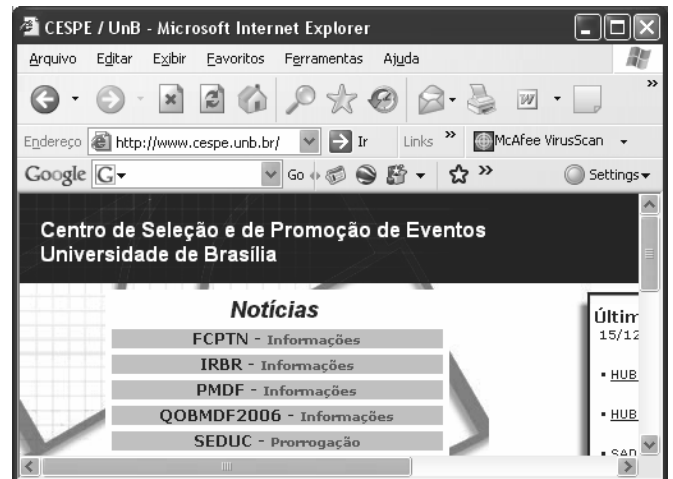 CESPE / UnB - Microsoft Internet Explorer
Arquivo Editar Exibir Favoritos Ferramentas Ajuda
»
Endereço http://www.cespe.unb.br/ Ir Links » McAfee VirusScan
Google G Go » Settings
Centro de Seleção e de Promoção de Eventos
Universidade de Brasília
Notícias
FCPTN - Informações
IRBR - Informações
PMDF - Informações
QOBMDF2006 - Informações
SEDUC - Prorrogação
Últim
15/12
▪ HUB
▪ HUB
▪ SAD